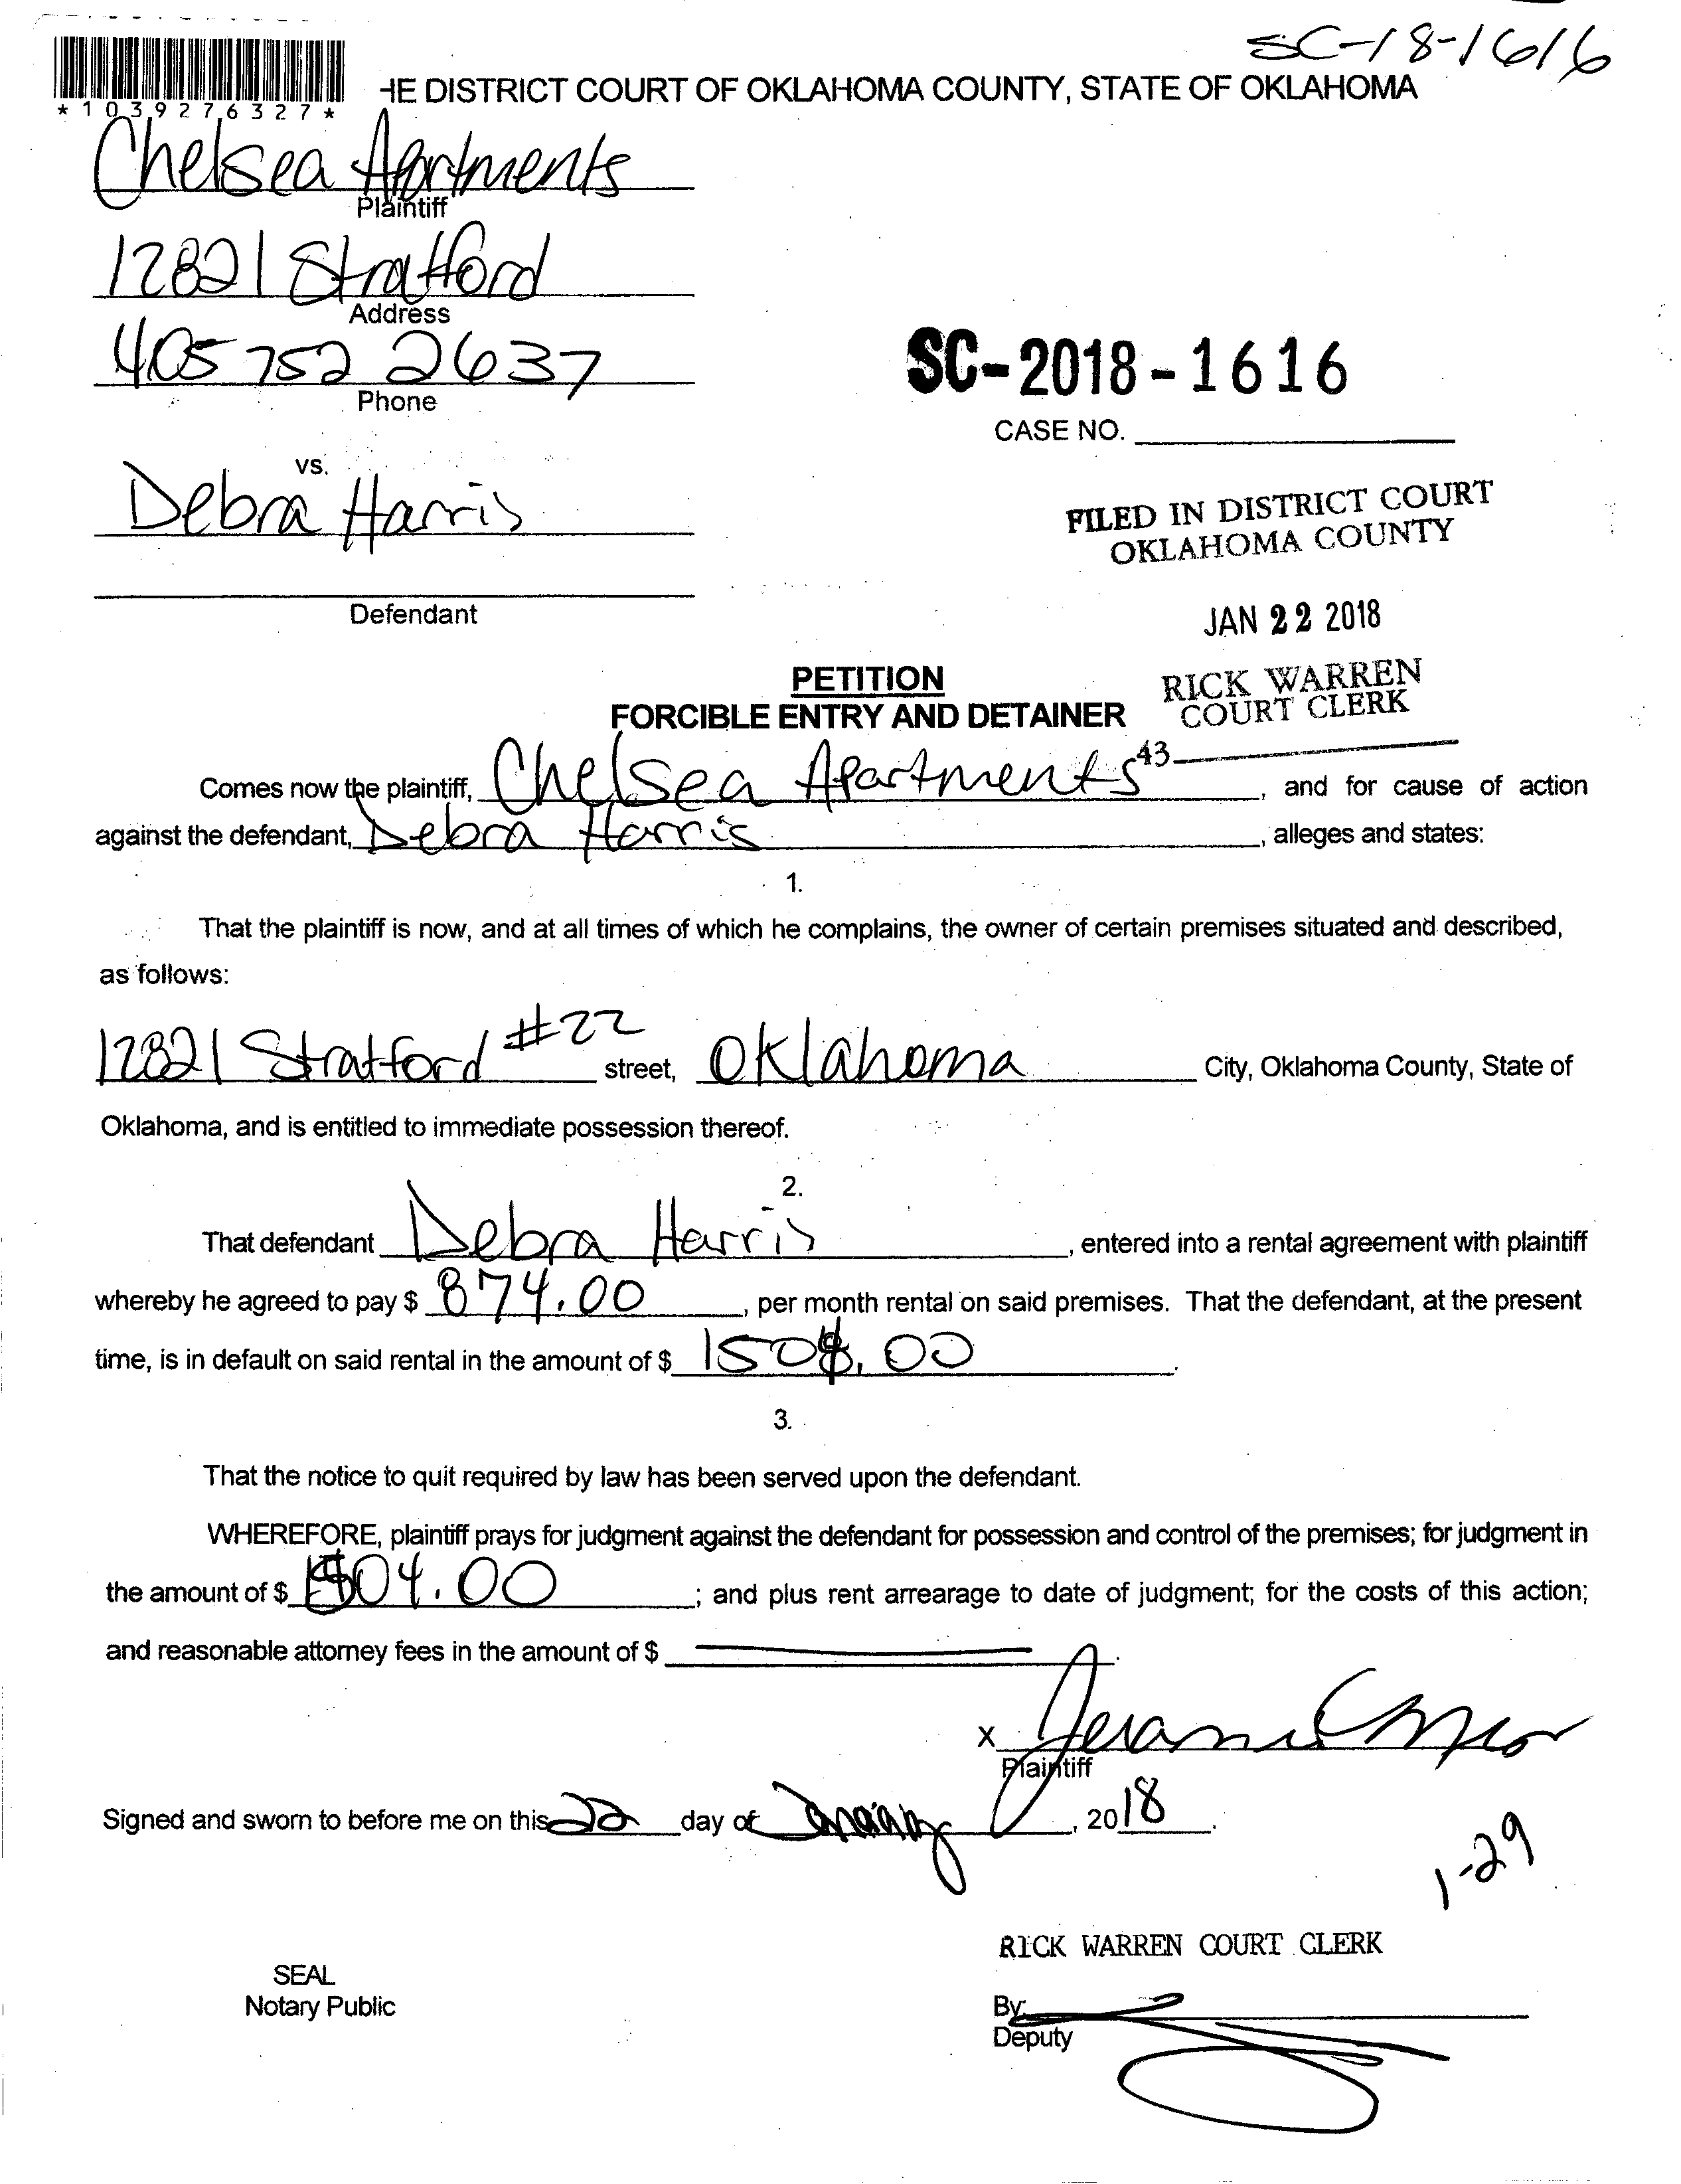 SC-18-1616
HE DISTRICT COURT OF OKLAHOMA COUNTY, STATE OF OKLAHOMA
*1039276327*
Chelsea Apartments
Plaintiff
12821 Stratford
Address
405 752 2637
Phone
SC-2018-1616
CASE NO.
vs.
Debra Harris
Defendant
FILED IN DISTRICT COURT
OKLAHOMA COUNTY
JAN 22 2018
RICK WARREN
COURT CLERK
43
PETITION
FORCIBLE ENTRY AND DETAINER
Comes now the plaintiff, Chelsea Apartments, and for cause of action
against the defendant, Debra Harris, alleges and states:
1.
That the plaintiff is now, and at all times of which he complains, the owner of certain premises situated and described,
as follows:
12821 Stratford #22 street, Oklahoma City, Oklahoma County, State of
Oklahoma, and is entitled to immediate possession thereof.
2.
That defendant Debra Harris, entered into a rental agreement with plaintiff
whereby he agreed to pay $ 874.00, per month rental on said premises. That the defendant, at the present
time, is in default on said rental in the amount of $ .
3.
That the notice to quit required by law has been served upon the defendant.
WHEREFORE, plaintiff prays for judgment against the defendant for possession and control of the premises; for judgment in
the amount of $ 1504.00; and plus rent arrearage to date of judgment; for the costs of this action;
and reasonable attorney fees in the amount of $ .
X
Plaintiff
Signed and sworn to before me on this 22 day of January, 2018.
1-29
RICK WARREN COURT CLERK
SEAL
Notary Public
By:
Deputy